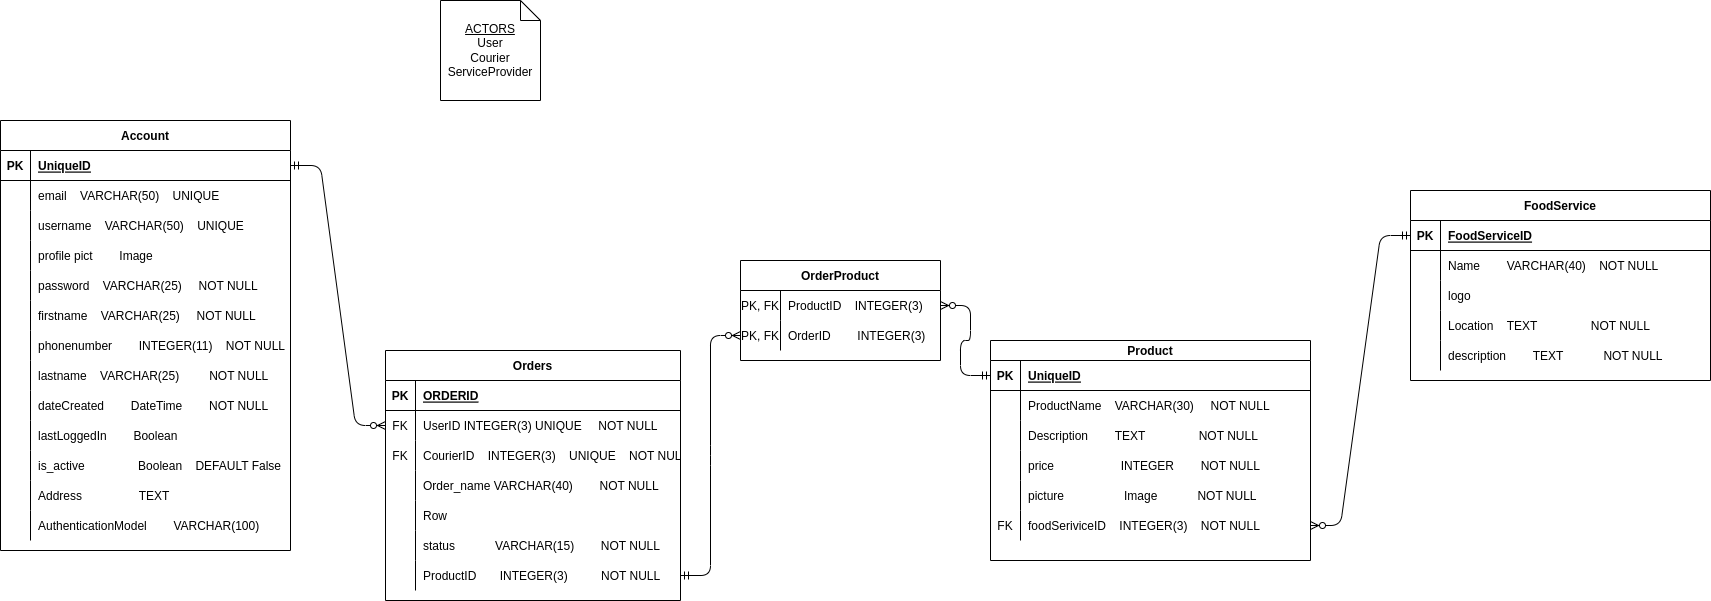 ACTORS
User
Courier
ServiceProvider
Account
PK UniqueID
email VARCHAR(50) UNIQUE
username VARCHAR(50) UNIQUE
profile pict Image
password VARCHAR(25) NOT NULL
firstname VARCHAR(25) NOT NULL
phonenumber INTEGER(11) NOT NULL
lastname VARCHAR(25) NOT NULL
dateCreated DateTime NOT NULL
lastLoggedIn Boolean
is_active Boolean DEFAULT False
Address TEXT
AuthenticationModel VARCHAR(100)
Orders
PK ORDERID
FK UserID INTEGER(3) UNIQUE NOT NULL
FK CourierID INTEGER(3) UNIQUE NOT NUL
Order_name VARCHAR(40) NOT NULL
Row
status VARCHAR(15) NOT NULL
ProductID INTEGER(3) NOT NULL
OrderProduct
PK, FK ProductID INTEGER(3)
PK, FK OrderID INTEGER(3)
Product
PK UniqueID
ProductName VARCHAR(30) NOT NULL
Description TEXT NOT NULL
price INTEGER NOT NULL
picture Image NOT NULL
FK foodSeriviceID INTEGER(3) NOT NULL
FoodService
PK FoodServiceID
Name VARCHAR(40) NOT NULL
logo
Location TEXT NOT NULL
description TEXT NOT NULL